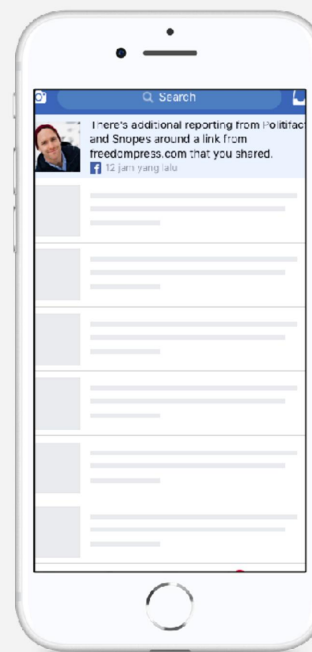 Search
There's additional reporting from Politifact
and Snopes around a link from
freedompress.com that you shared.
12 jam yang lalu